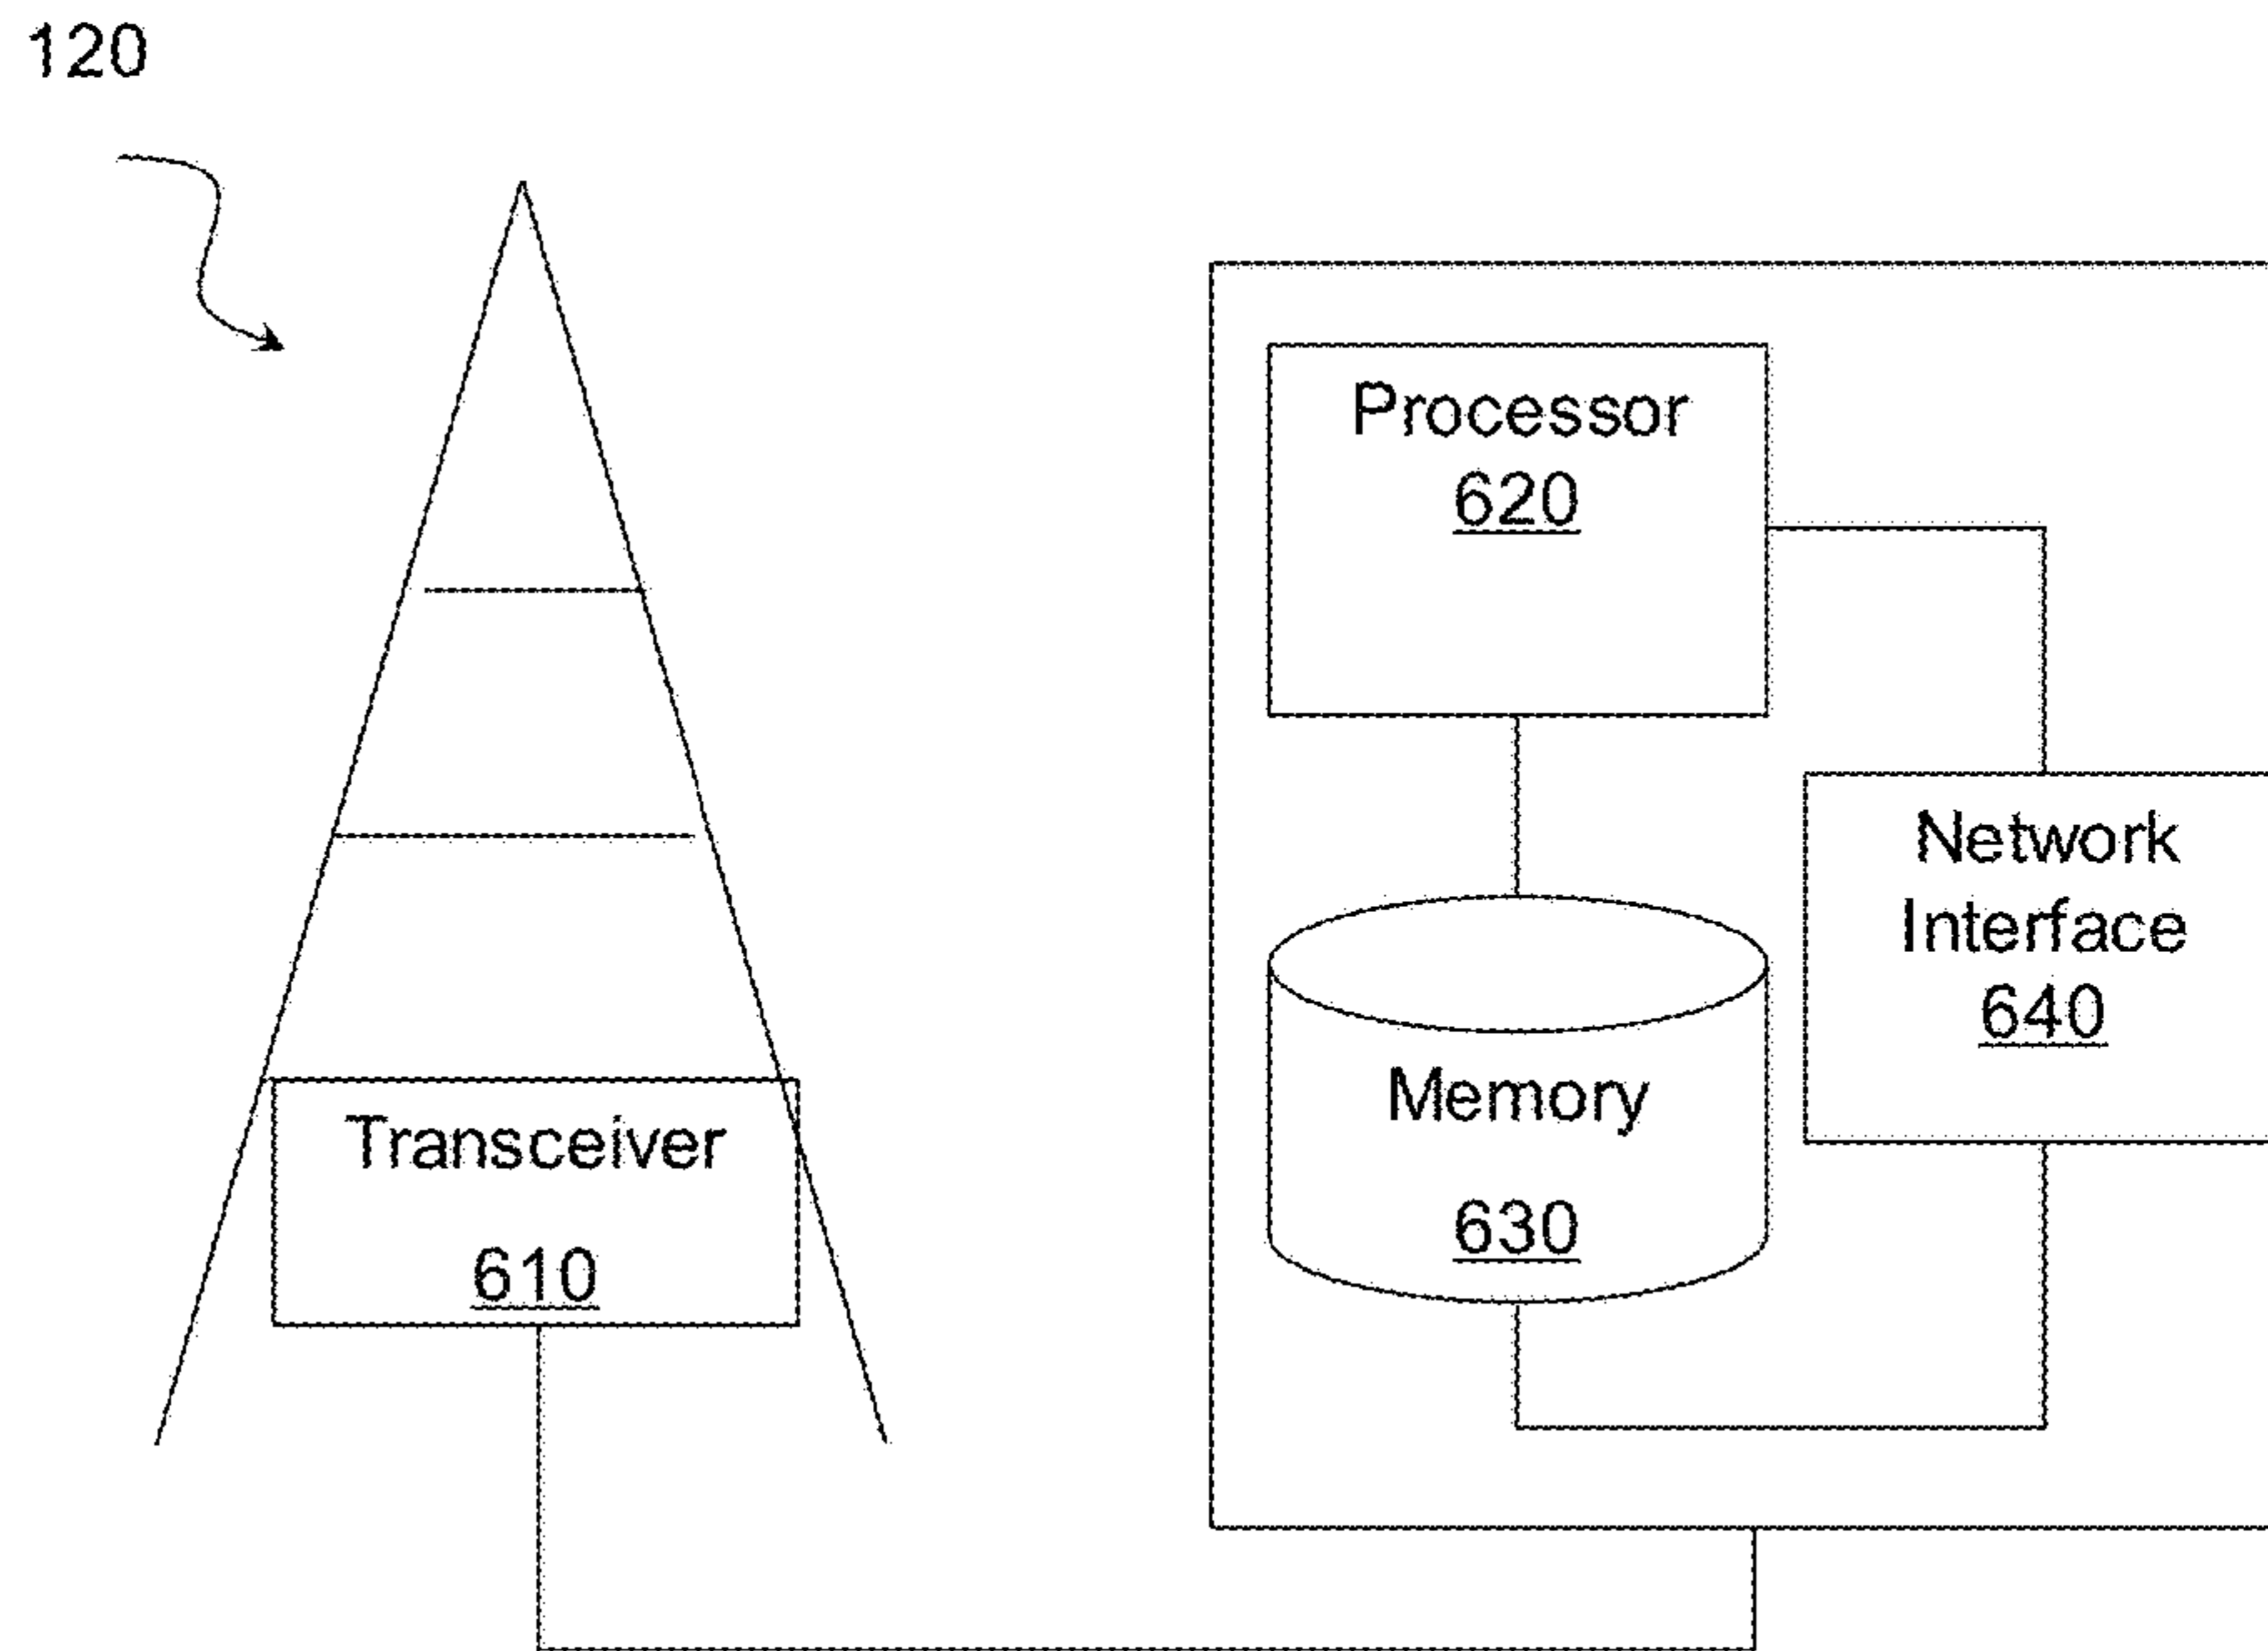 120
Processor
620
Network
Interface
640
Memory
630
Transceiver
610